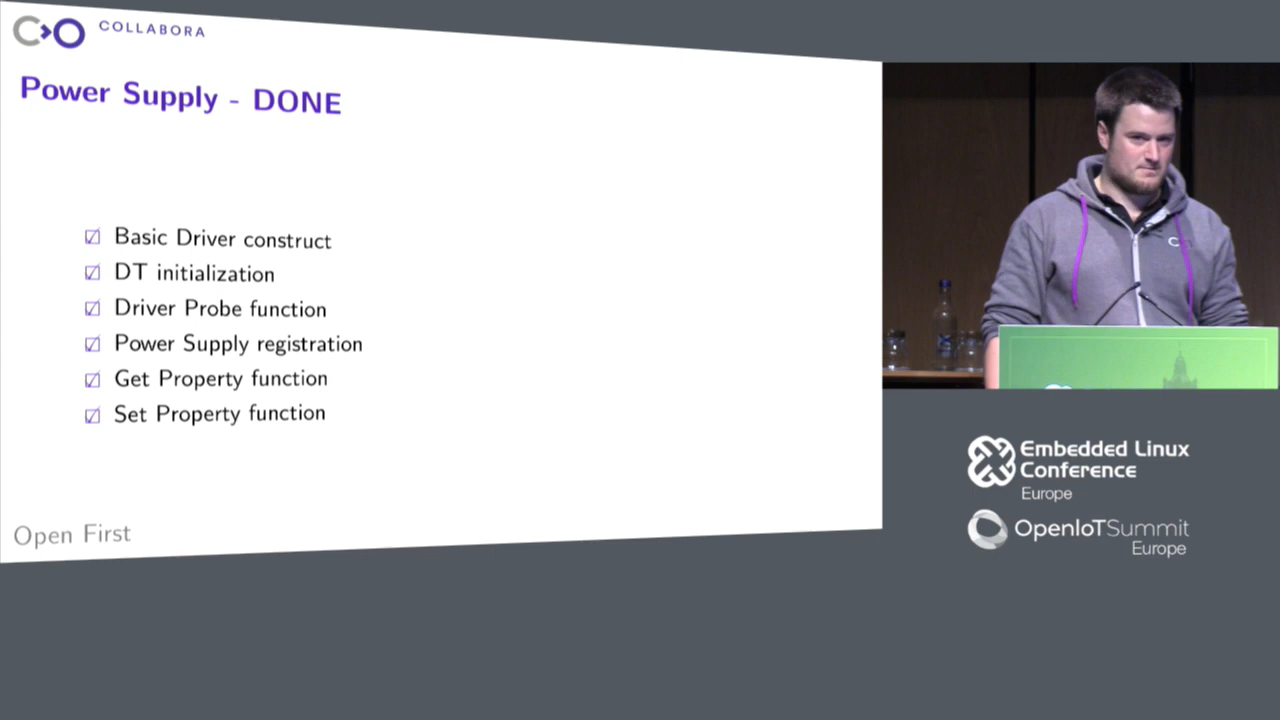 COLLABORA
Power Supply - DONE
Basic Driver construct
DT initialization
Driver Probe function
Power Supply registration
Get Property function
Set Property function
Open First
Embedded Linux
Conference
Europe
OpenIoTSummit
Europe